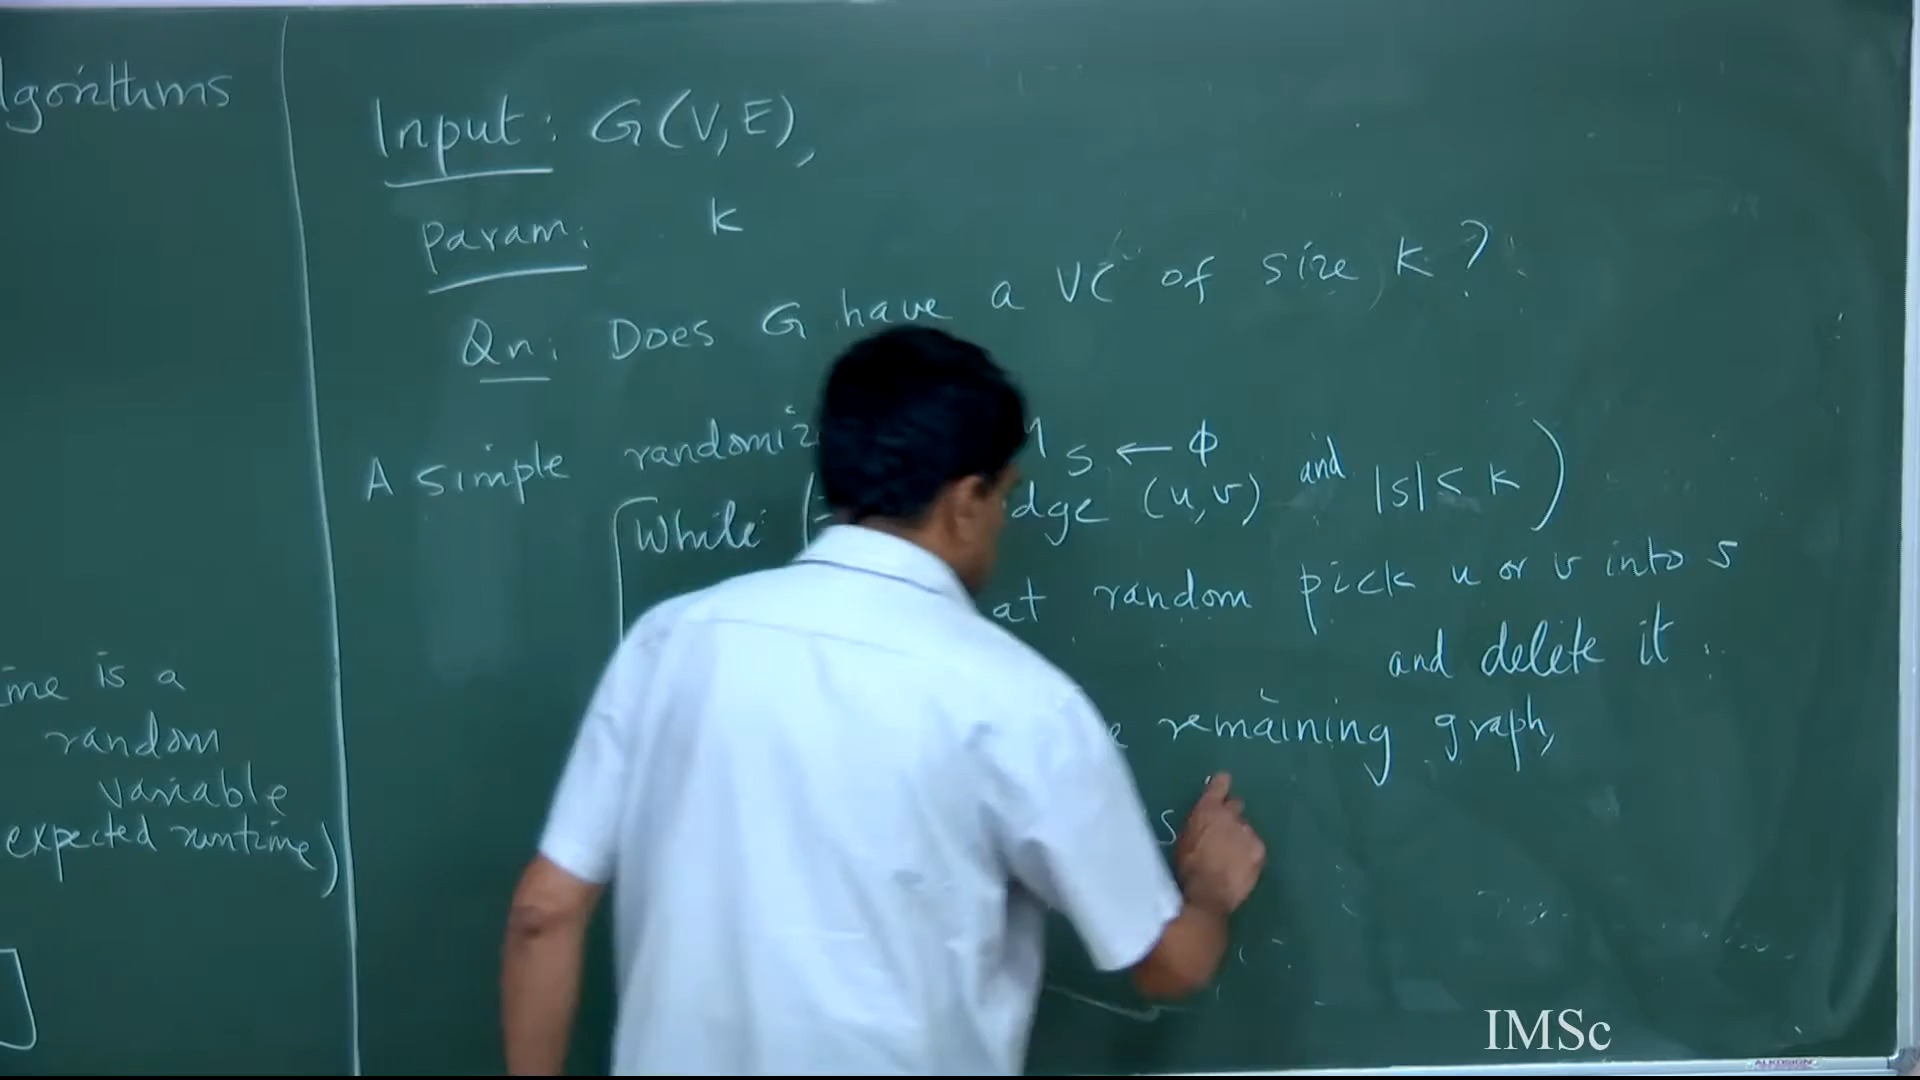 lgorithms
me is a
random
variable
expected runtime)
Input: G(V,E),
Param: k
Qn: Does G have a VC of size k?
A simple randomiz
S ← φ
While dge (u,v) and |S| < k )
at random pick u or v into S
and delete it.
remaining graph,
S
IMSc